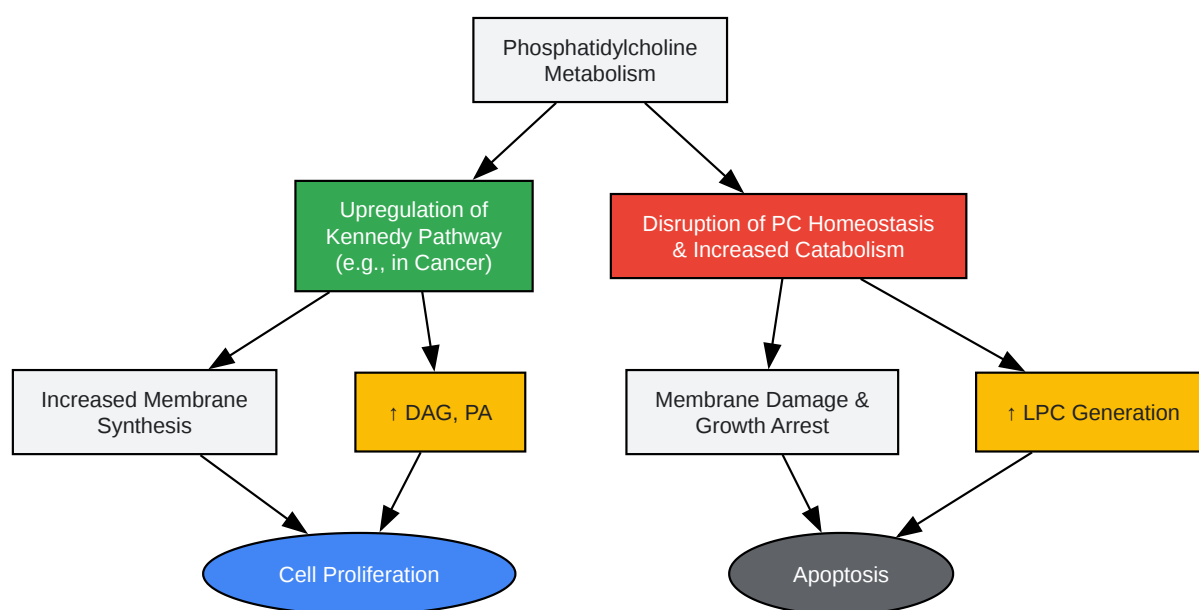 Phosphatidylcholine
Metabolism
Upregulation of
Kennedy Pathway
(e.g., in Cancer)
Disruption of PC Homeostasis
& Increased Catabolism
Increased Membrane
Synthesis
↑ DAG, PA
Membrane Damage &
Growth Arrest
↑ LPC Generation
Cell Proliferation
Apoptosis